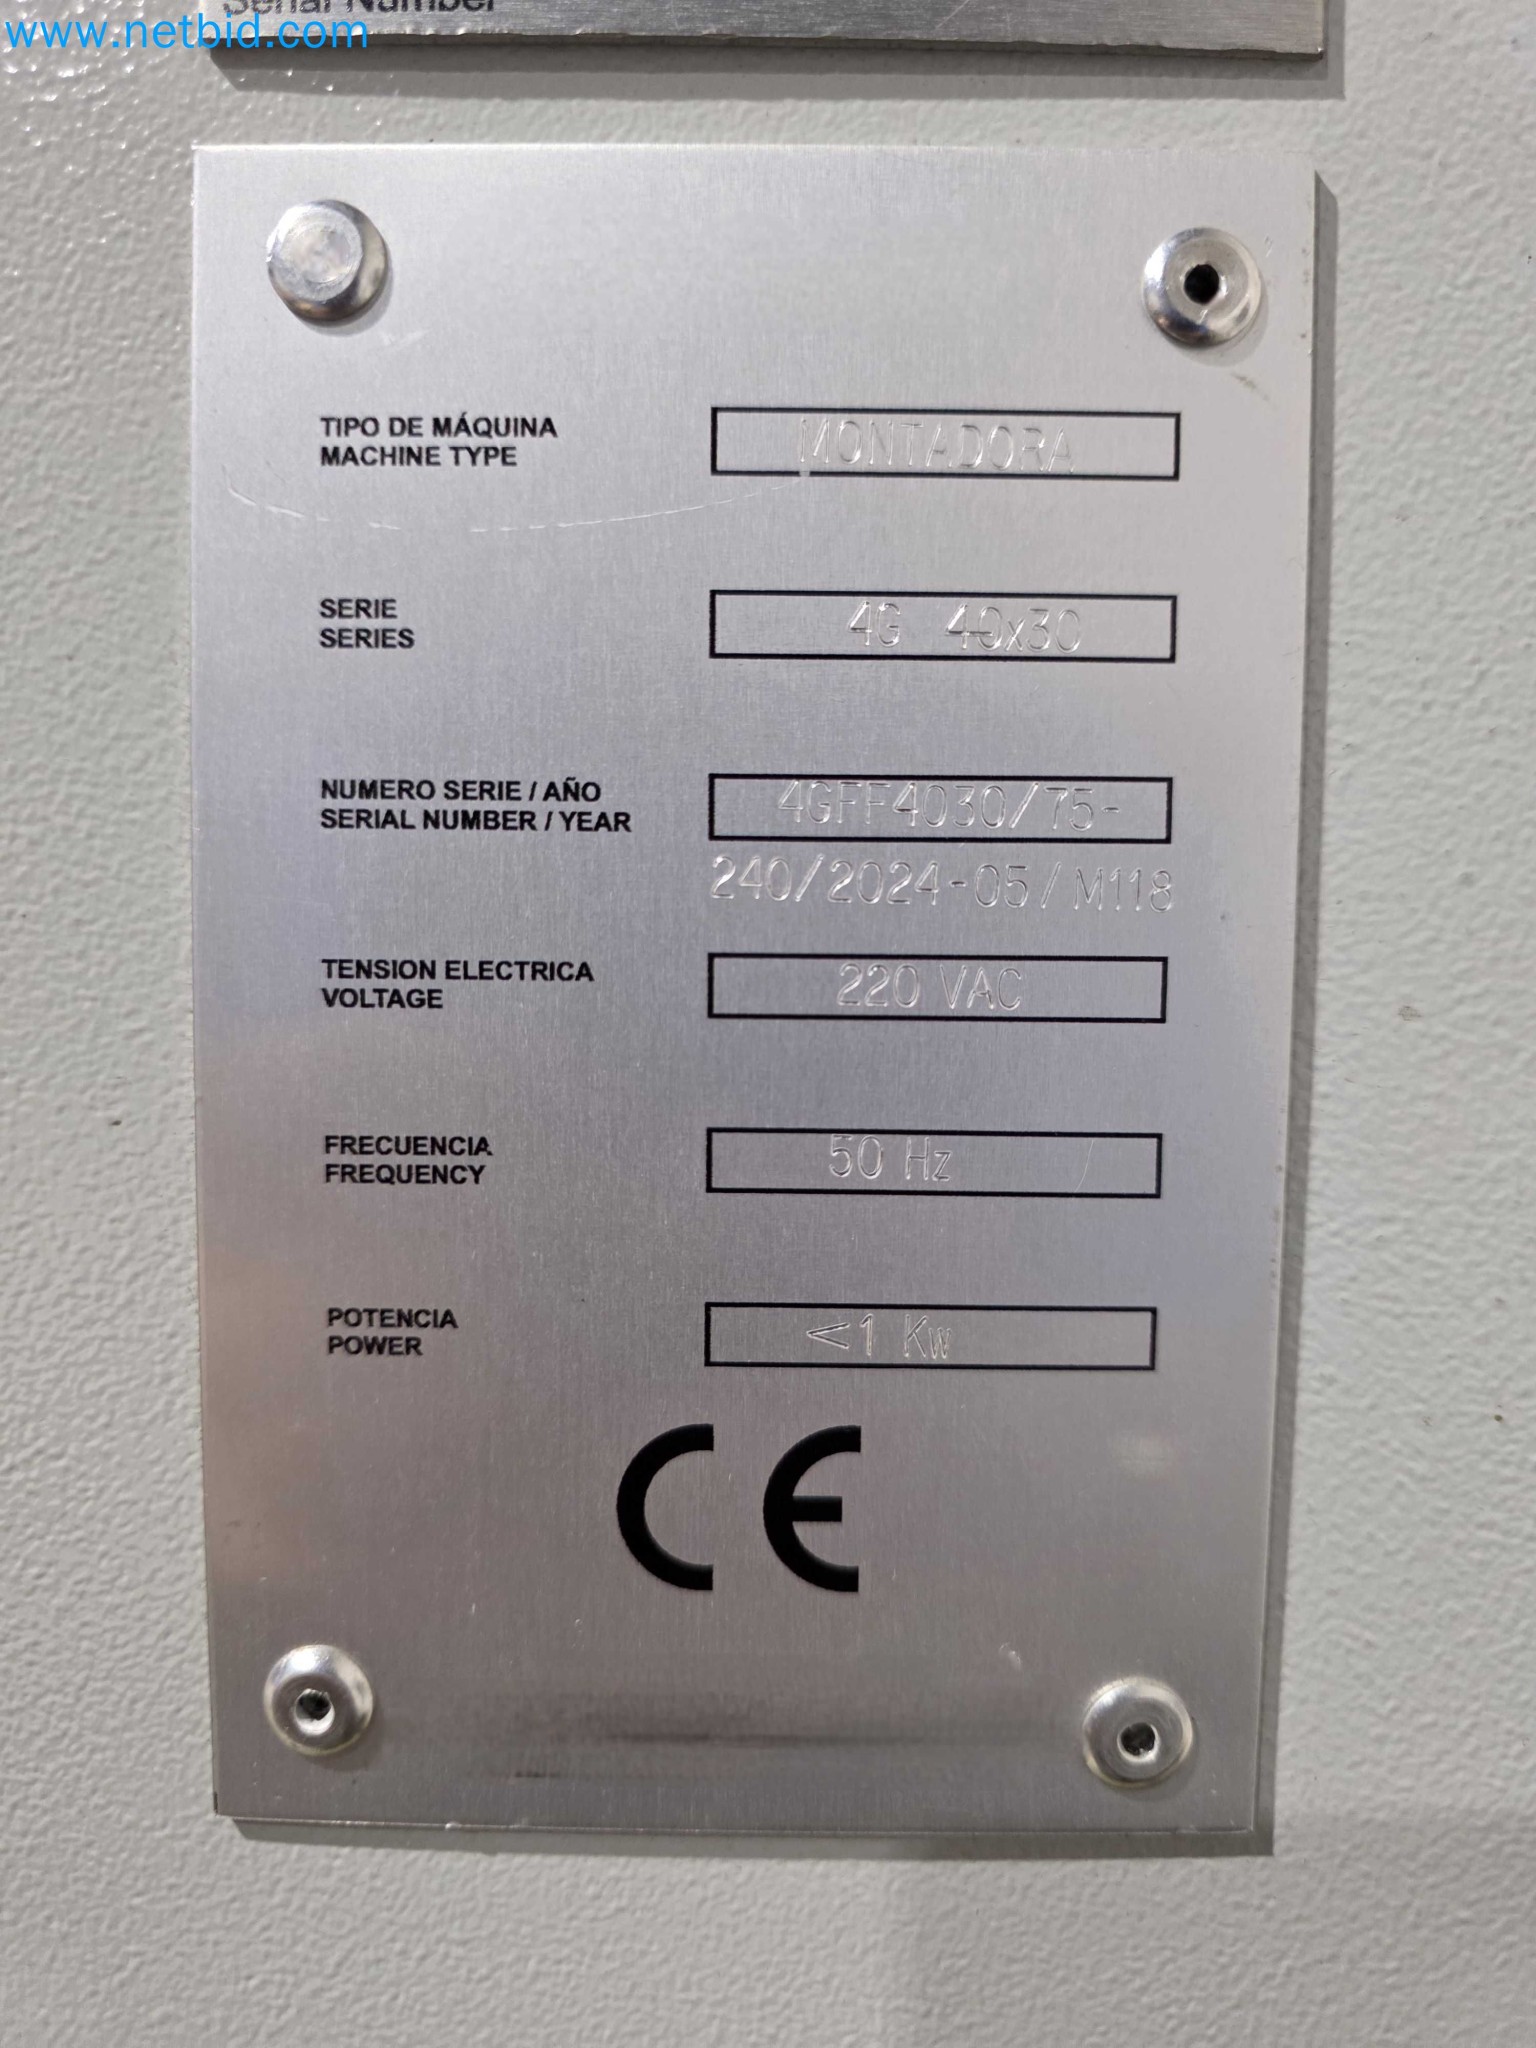 Serial Number
www.netbid.com
TIPO DE MÁQUINA
MACHINE TYPE
MONTADORA
SERIE
SERIES
4G 40x30
NUMERO SERIE / AÑO
SERIAL NUMBER / YEAR
4GFF4030/75-
240/2024-05/M118
TENSION ELECTRICA
VOLTAGE
220 VAC
FRECUENCIA
FREQUENCY
50 Hz
POTENCIA
POWER
<1 Kw
CE